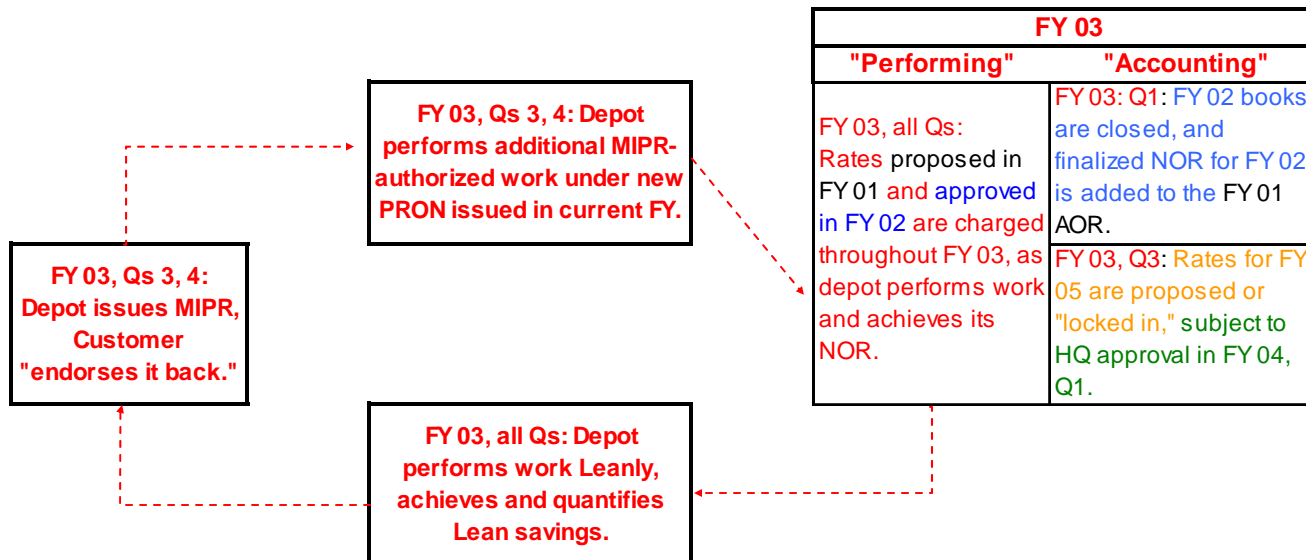 FY 03
"Performing"
"Accounting"
FY 03, all Qs:
Rates proposed in
FY 01 and approved
in FY 02 are charged
throughout FY 03, as
depot performs work
and achieves its
NOR.
FY 03: Q1: FY 02 books
are closed, and
finalized NOR for FY 02
is added to the FY 01
AOR.
FY 03, Q3: Rates for FY
05 are proposed or
"locked in," subject to
HQ approval in FY 04,
Q1.
FY 03, Qs 3, 4: Depot
performs additional MIPR-
authorized work under new
PRON issued in current FY.
FY 03, Qs 3, 4:
Depot issues MIPR,
Customer
"endorses it back."
FY 03, all Qs: Depot
performs work Leanly,
achieves and quantifies
Lean savings.